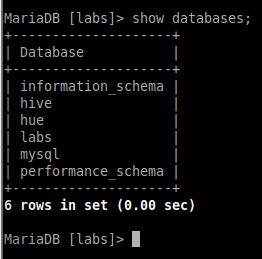 MariaDB [labs]> show databases;
+--------------------+
| Database           |
+--------------------+
| information_schema |
| hive               |
| hue                |
| labs               |
| mysql              |
| performance_schema |
+--------------------+
6 rows in set (0.00 sec)
MariaDB [labs]>